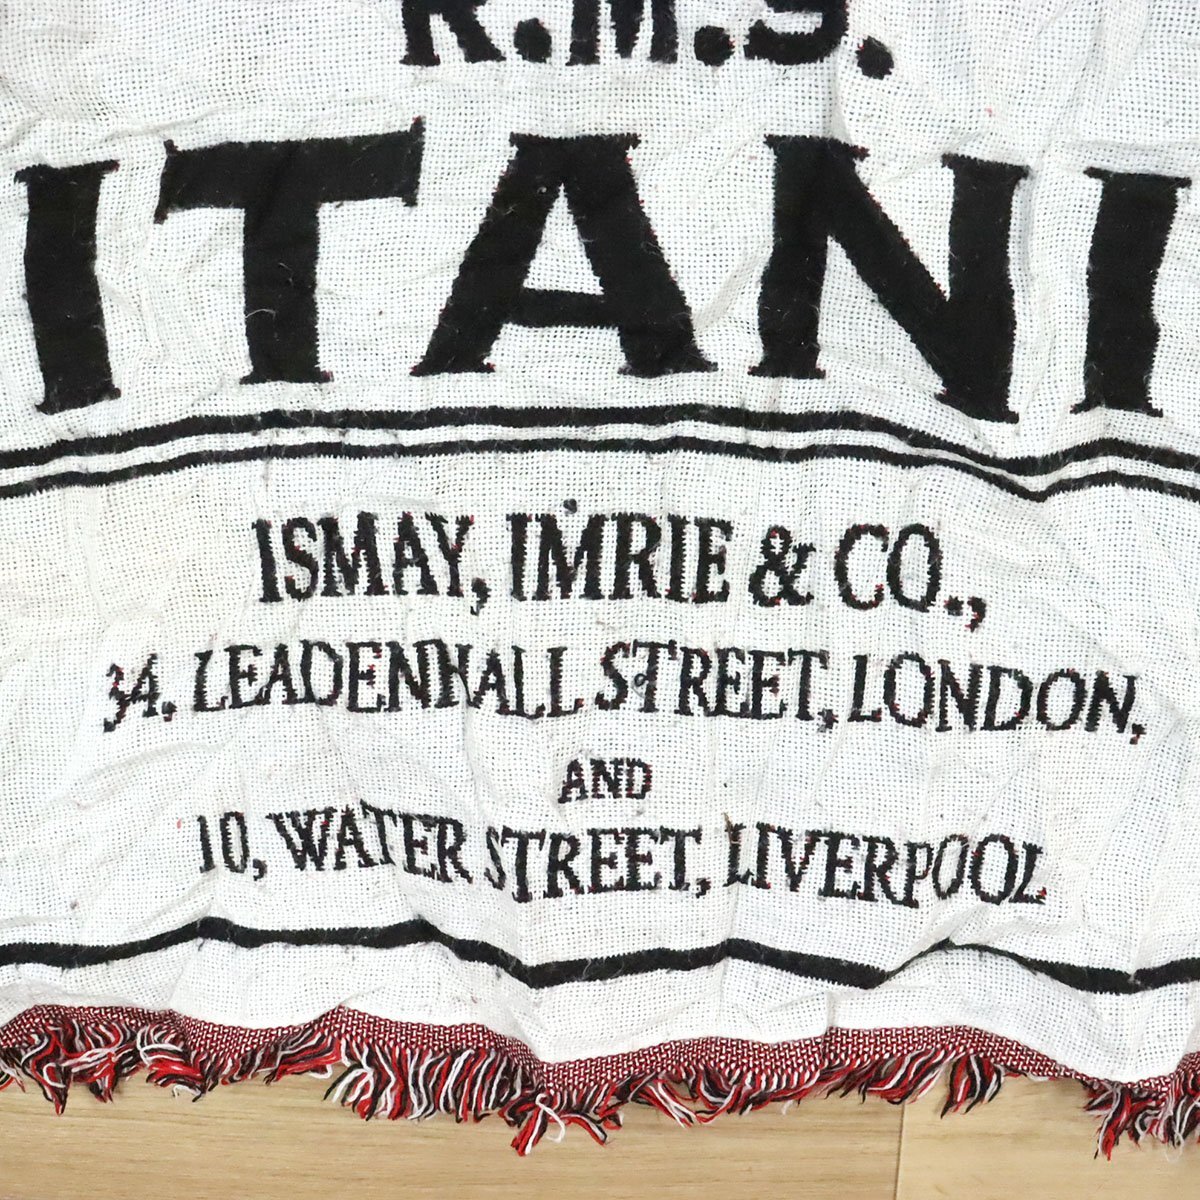 R.M.S.
ITANI
ISMAY, IMRIE & CO.,
34, LEADENHALL STREET, LONDON,
AND
10, WATER STREET, LIVERPOOL